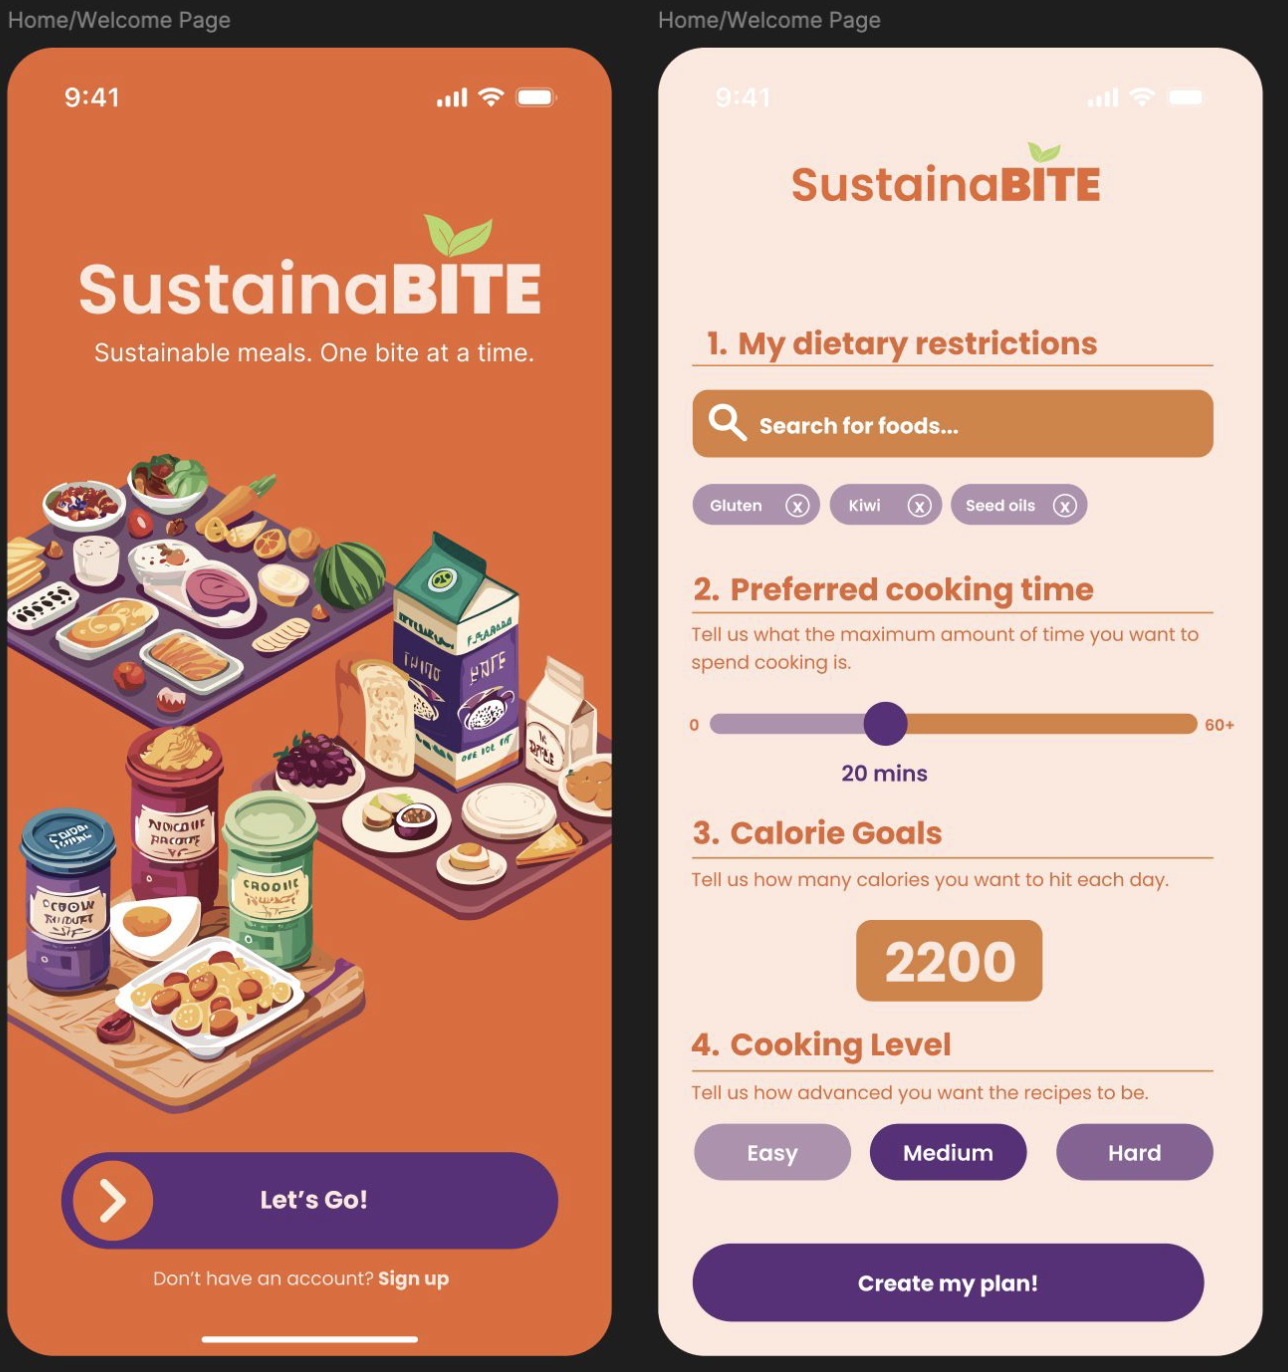 Home/Welcome Page
9:41
SustainaBITE
Sustainable meals. One bite at a time.
Let's Go!
Don't have an account? Sign up
Home/Welcome Page
9:41
SustainaBITE
1. My dietary restrictions
Search for foods...
Gluten x Kiwi x Seed oils x
2. Preferred cooking time
Tell us what the maximum amount of time you want to
spend cooking is.
0 60+
20 mins
3. Calorie Goals
Tell us how many calories you want to hit each day.
2200
4. Cooking Level
Tell us how advanced you want the recipes to be.
Easy Medium Hard
Create my plan!